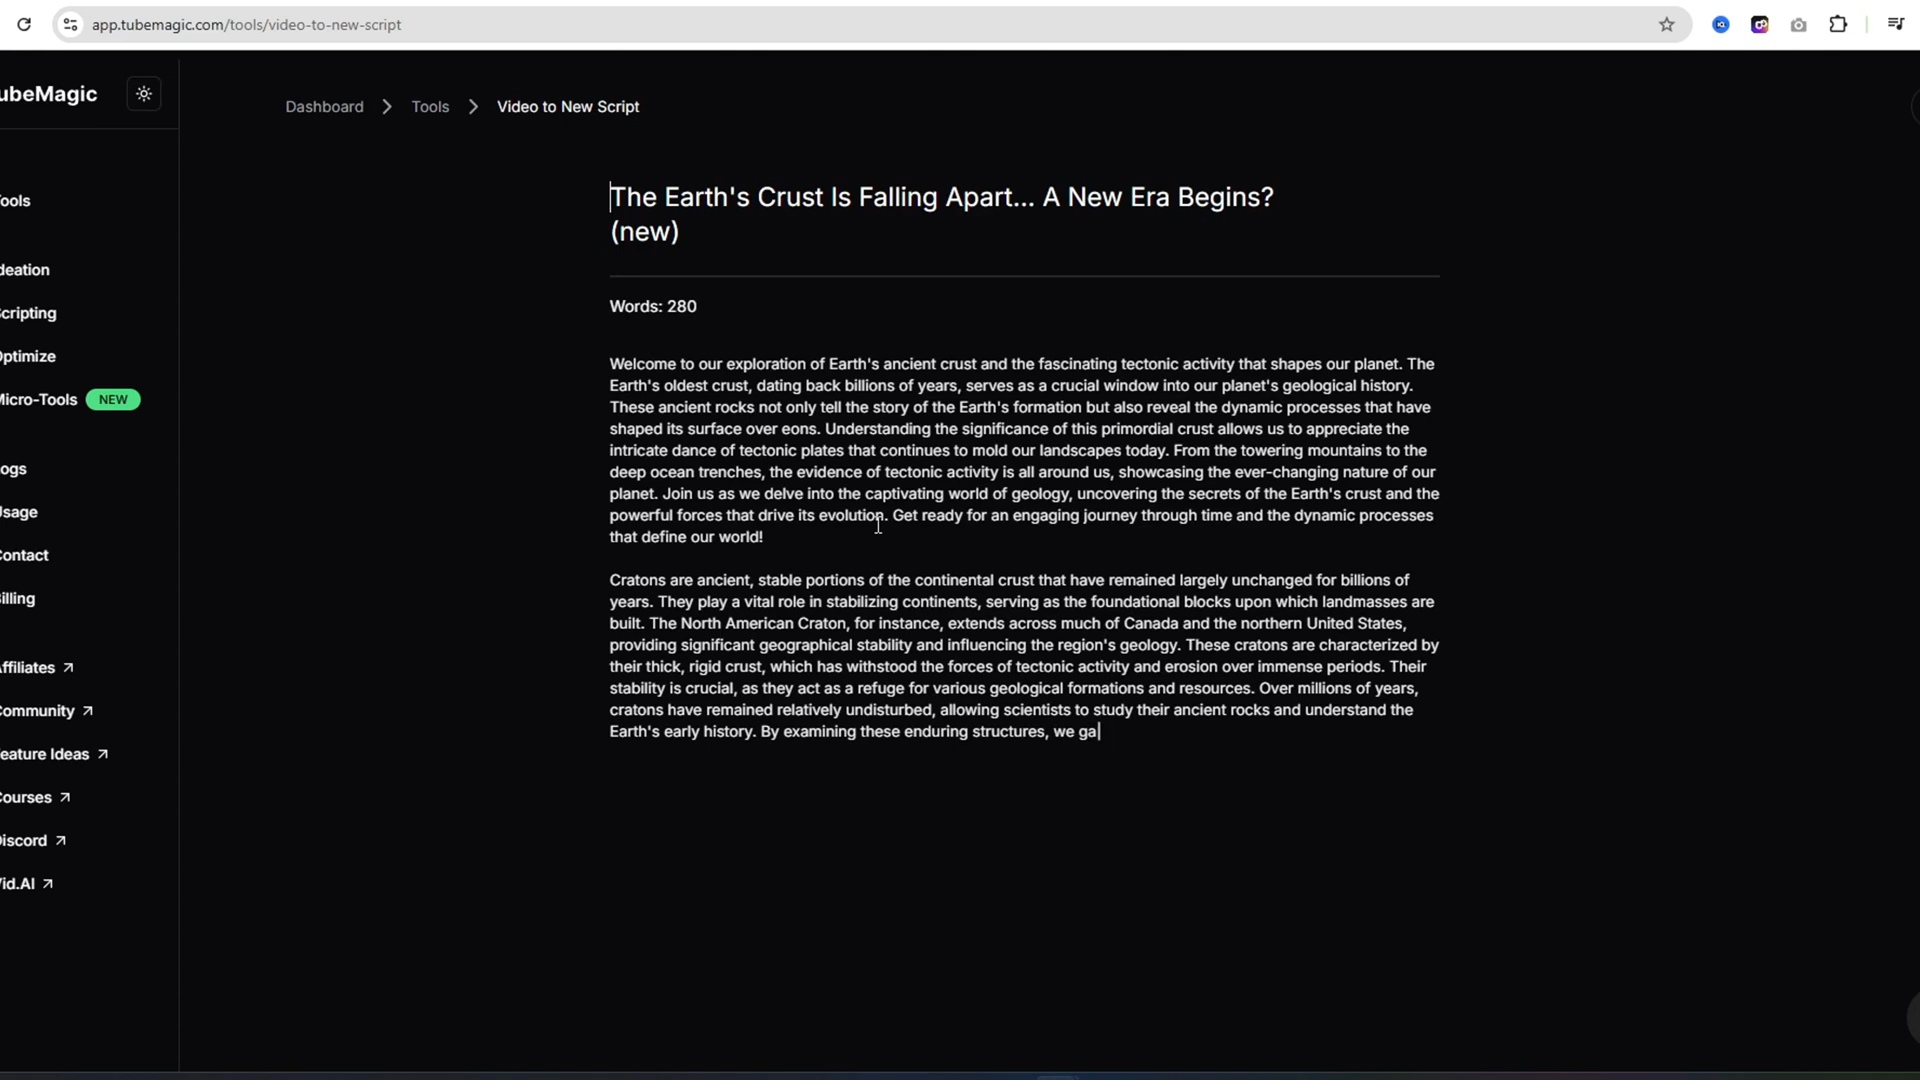 app.tubemagic.com/tools/video-to-new-script
ubeMagic
Dashboard
Tools
Video to New Script
ools
deation
cripting
ptimize
Micro-Tools NEW
ogs
sage
ontact
illing
ffiliates
ommunity
eature Ideas
ourses
iscord
id.AI
The Earth's Crust Is Falling Apart... A New Era Begins?
(new)
Words: 280
Welcome to our exploration of Earth's ancient crust and the fascinating tectonic activity that shapes our planet. The
Earth's oldest crust, dating back billions of years, serves as a crucial window into our planet's geological history.
These ancient rocks not only tell the story of the Earth's formation but also reveal the dynamic processes that have
shaped its surface over eons. Understanding the significance of this primordial crust allows us to appreciate the
intricate dance of tectonic plates that continues to mold our landscapes today. From the towering mountains to the
deep ocean trenches, the evidence of tectonic activity is all around us, showcasing the ever-changing nature of our
planet. Join us as we delve into the captivating world of geology, uncovering the secrets of the Earth's crust and the
powerful forces that drive its evolution. Get ready for an engaging journey through time and the dynamic processes
that define our world!
Cratons are ancient, stable portions of the continental crust that have remained largely unchanged for billions of
years. They play a vital role in stabilizing continents, serving as the foundational blocks upon which landmasses are
built. The North American Craton, for instance, extends across much of Canada and the northern United States,
providing significant geographical stability and influencing the region's geology. These cratons are characterized by
their thick, rigid crust, which has withstood the forces of tectonic activity and erosion over immense periods. Their
stability is crucial, as they act as a refuge for various geological formations and resources. Over millions of years,
cratons have remained relatively undisturbed, allowing scientists to study their ancient rocks and understand the
Earth's early history. By examining these enduring structures, we ga